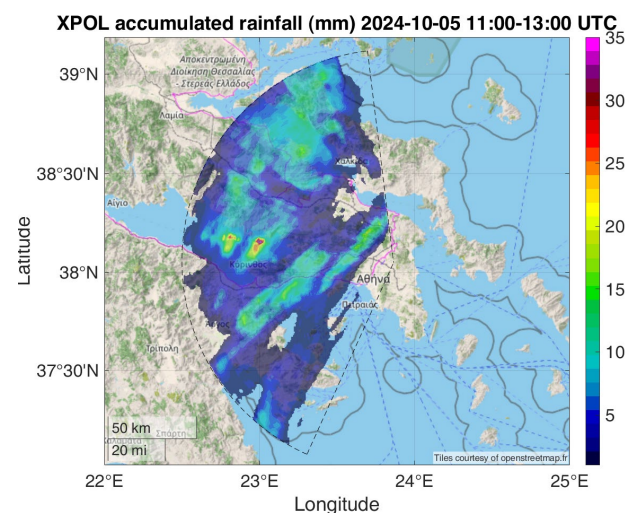 XPOL accumulated rainfall (mm) 2024-10-05 11:00-13:00 UTC
39°N
38°30'N
38°N
37°30'N
Latitude
Αποκεντρωμένη
Διοίκηση Θεσσαλίας
- Στερεάς Ελλάδος
Λαμία
Αίγιο
Κόρινθος
Αθήνα
Πειραιάς
Τρίπολη
Σπάρτη
50 km
20 mi
Tiles courtesy of openstreetmap.fr
22°E
23°E
24°E
25°E
Longitude
35
30
25
20
15
10
5